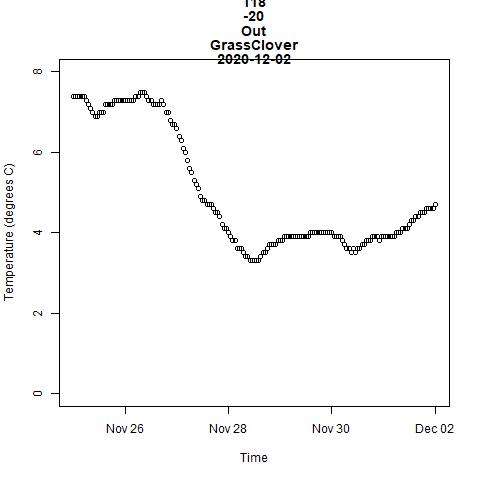 T18
-20
Out
GrassClover
2020-12-02
Temperature (degrees C)
8
6
4
2
0
Nov 26 Nov 28 Nov 30 Dec 02
Time